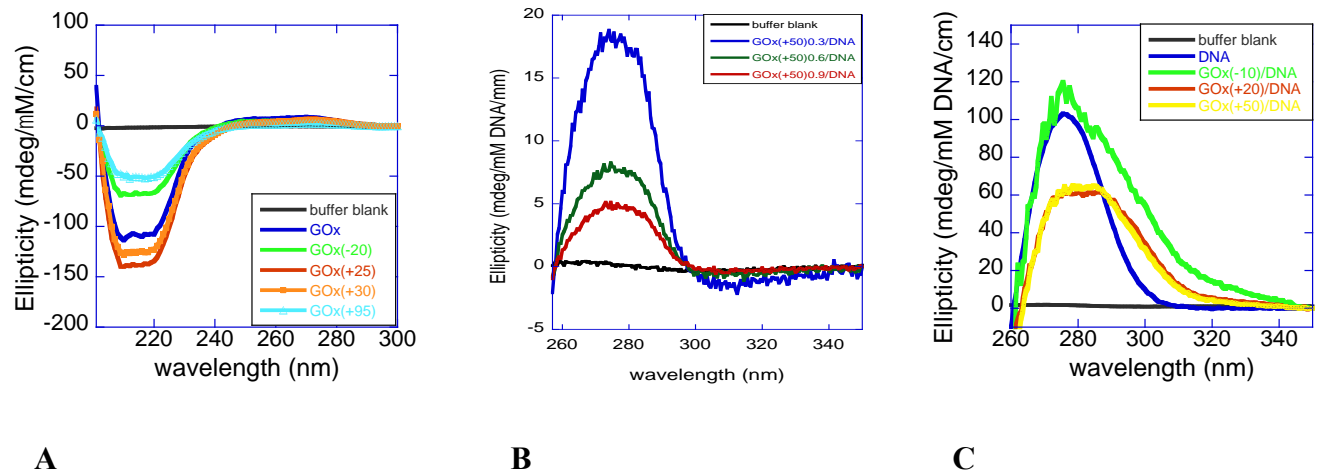 Ellipticity (mdeg/mM/cm)
100
50
0
-50
-100
-150
-200
220
240
260
280
300
wavelength (nm)
buffer blank
GOx
GOx(-20)
GOx(+25)
GOx(+30)
GOx(+95)
A
Ellipticity (mdeg/mM DNA/mm)
20
15
10
5
0
-5
260
280
300
320
340
wavelength (nm)
buffer blank
GOx(+50)0.3/DNA
GOx(+50)0.6/DNA
GOx(+50)0.9/DNA
B
Ellipticity (mdeg/mM DNA/cm)
140
120
100
80
60
40
20
0
260
280
300
320
340
wavelength (nm)
buffer blank
DNA
GOx(-10)/DNA
GOx(+20)/DNA
GOx(+50)/DNA
C